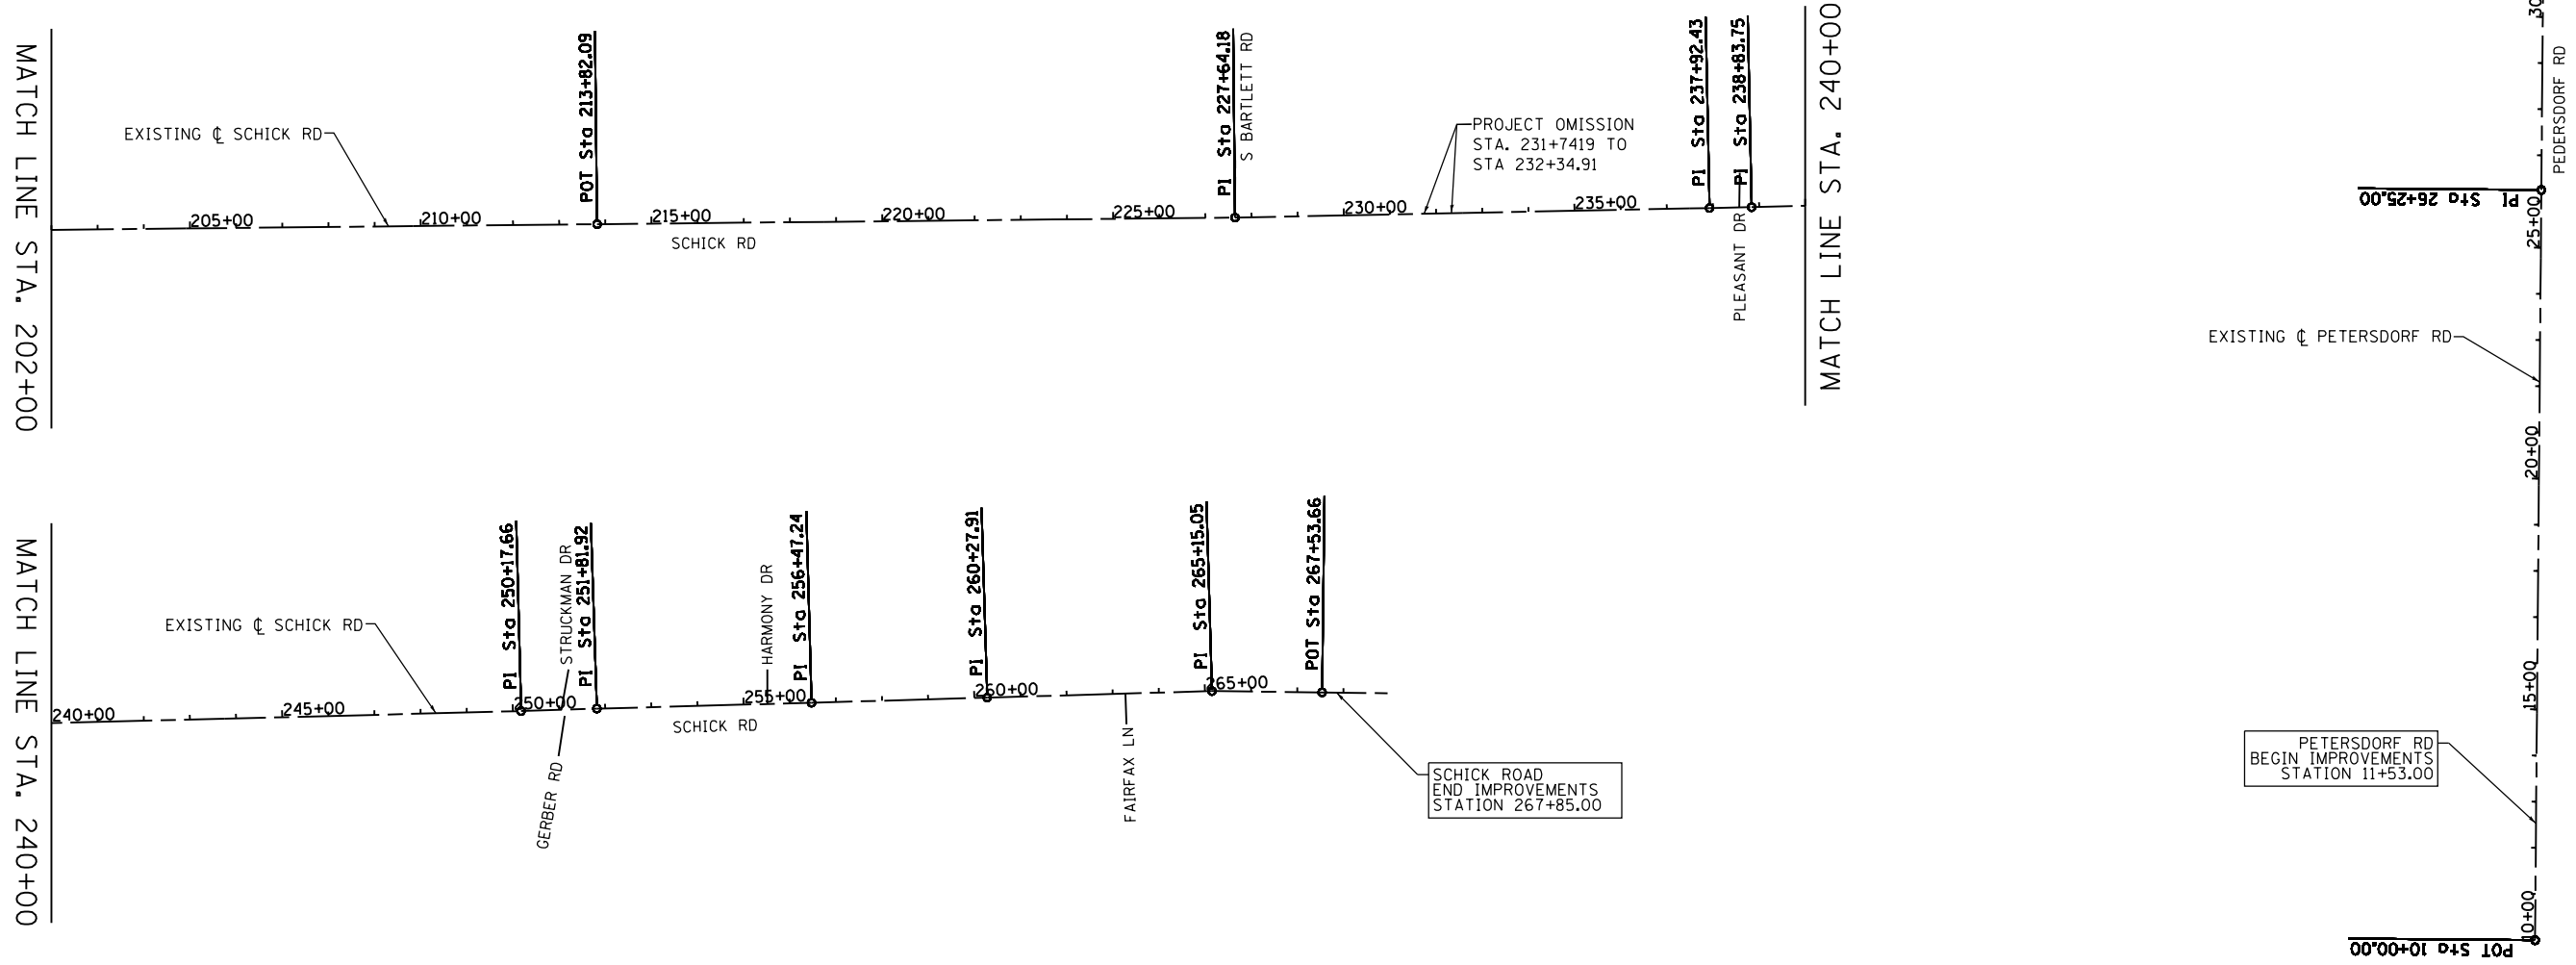 MATCH LINE STA. 202+00
EXISTING ℄ SCHICK RD
205+00
210+00
POT Sta 213+82.09
215+00
SCHICK RD
220+00
225+00
PI Sta 227+64.18
S BARTLETT RD
230+00
PROJECT OMISSION
STA. 231+7419 TO
STA 232+34.91
235+00
PI Sta 237+92.43
PI Sta 238+83.75
PLEASANT DR
MATCH LINE STA. 240+00
MATCH LINE STA. 240+00
240+00
EXISTING ℄ SCHICK RD
245+00
PI Sta 250+17.66
250+00
STRUCKMAN DR
GERBER RD
PI Sta 251+81.92
SCHICK RD
HARMONY DR
255+00
PI Sta 256+47.24
PI Sta 260+27.91
260+00
FAIRFAX LN
PI Sta 265+15.05
265+00
POT Sta 267+53.66
SCHICK ROAD
END IMPROVEMENTS
STATION 267+85.00
PEDERSDORF RD
PI Sta 26+25.00
25+00
EXISTING ℄ PETERSDORF RD
20+00
15+00
PETERSDORF RD
BEGIN IMPROVEMENTS
STATION 11+53.00
10+00
POT Sta 10+00.00